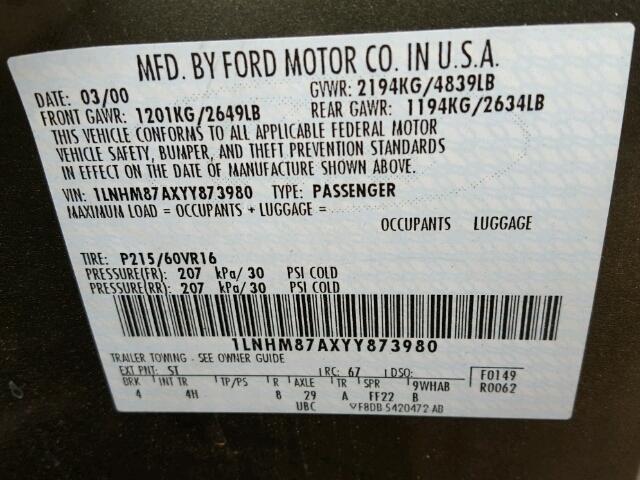 MFD. BY FORD MOTOR CO. IN U.S.A.
DATE: 03/00 GVWR: 2194KG/4839LB
FRONT GAWR: 1201KG/2649LB REAR GAWR: 1194KG/2634LB
THIS VEHICLE CONFORMS TO ALL APPLICABLE FEDERAL MOTOR
VEHICLE SAFETY, BUMPER, AND THEFT PREVENTION STANDARDS
IN EFFECT ON THE DATE OF MANUFACTURE SHOWN ABOVE.
VIN: 1LNHM87AXYY873980 TYPE: PASSENGER
MAXIMUM LOAD = OCCUPANTS + LUGGAGE =
OCCUPANTS LUGGAGE
TIRE: P215/60VR16
PRESSURE(FR): 207 kPa/30 PSI COLD
PRESSURE(RR): 207 kPa/30 PSI COLD
1LNHM87AXYY873980
TRAILER TOWING - SEE OWNER GUIDE
EXT PNT: ST RC: 67 DSO: F0149
BRK INT TR TP/PS R AXLE TR SPR 9WHAB R0062
4 4H 8 29 A FF22 B
UBC VF8DB 5420472 AB